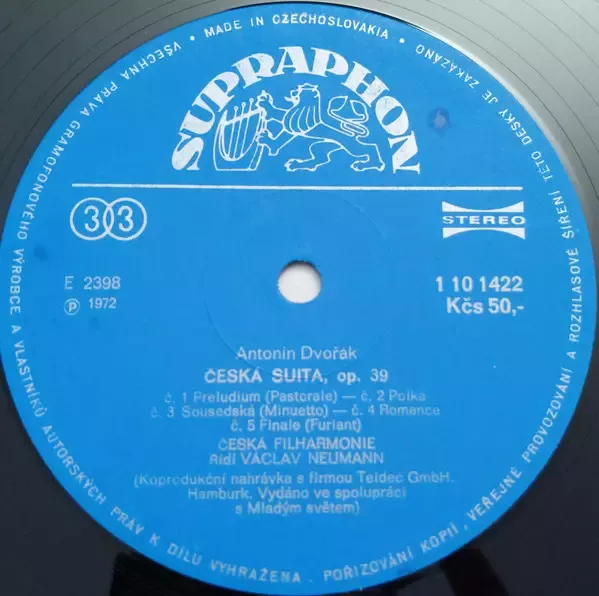 VŠECHNA PRÁVA GRAMOFONOVÉHO VÝROBCE A VLASTNÍKŮ AUTORSKÝCH PRÁV K DÍLU VYHRAŽENA . POŘIZOVÁNÍ KOPIÍ , VEŘEJNÉ PROVOZOVÁNÍ A ROZHLASOVÉ ŠÍŘENÍ TÉTO DESKY JE ZAKÁZÁNO • MADE IN CZECHOSLOVAKIA •
SUPRAPHON
33
STEREO
E 2398
1 10 1422
Ⓟ 1972
Kčs 50,-
Antonín Dvořák
ČESKÁ SUITA, op. 39
č. 1 Preludium (Pastorale) — č. 2 Polka
č. 3 Sousedská (Minuetto) — č. 4 Romance
č. 5 Finale (Furiant)
ČESKÁ FILHARMONIE
Řídí VÁCLAV NEUMANN
(Koprodukční nahrávka s firmou Teldec GmbH.
Hamburk. Vydáno ve spolupráci
s Mladým světem)